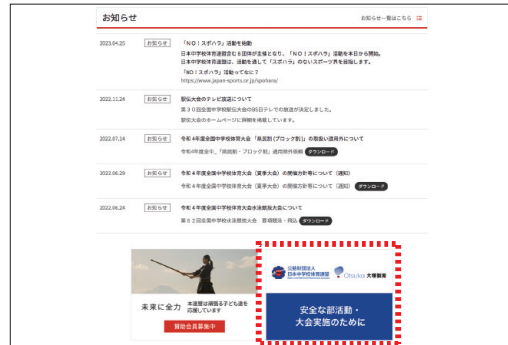 お知らせ
お知らせ一覧はこちら
2023.04.25
お知らせ
「NO！スポハラ」活動を始動
日本中学校体育連盟含む6団体が主体となり、「NO！スポハラ」活動を本日から開始。
日本中学校体育連盟は、活動を通して「スポハラ」のないスポーツ界を目指します。
「NO！スポハラ」活動ってなに？
https://www.japan-sports.or.jp/spohara/
2022.11.24
お知らせ
駅伝大会のテレビ放送について
第30回全国中学校駅伝大会のBS日テレでの放送が決定しました。
駅伝大会のホームページに詳細を掲載しています。
2022.07.14
お知らせ
令和4年度全国中学校体育大会「県民割（ブロック割）」の取扱い適用外について
令和4年度全中_「県民割・ブロック割」適用除外依頼 ダウンロード
2022.06.29
お知らせ
令和4年度全国中学校体育大会（夏季大会）の開催方針等について（通知）
令和4年度全国中学校体育大会（夏季大会）の開催方針等について（通知） ダウンロード
2022.06.24
お知らせ
令和4年度全国中学校体育大会水泳競技大会について
第62回全国中学校水泳競技大会 ダウンロード
未来に全力
本連盟は頑張る子ども達を
応援しています
賛助会員募集中
公益財団法人
日本中学校体育連盟
Otsuka 大塚製薬
安全な部活動・
大会実施のために